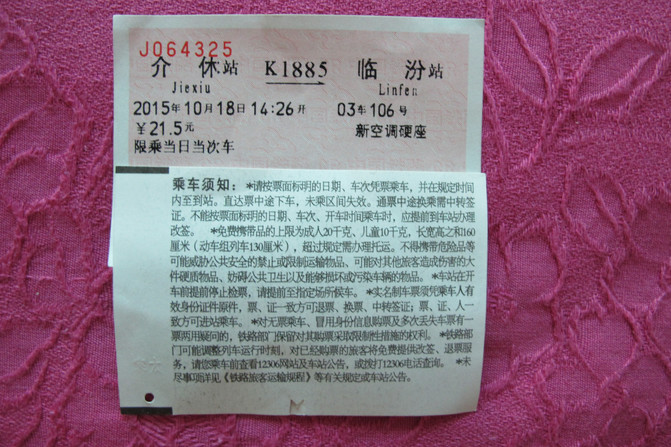 J064325
介休站 K1885 临汾站
Jiexiu Linfen
2015年10月18日14:26开 03车106号
￥21.5元 新空调硬座
限乘当日当次车
乘车须知：*请按票面标明的日期、车次凭票乘车，并在规定时间
内至到站。直达票中途下车，未乘区间失效。通票中途换乘需中转签
证。不能按票面标明的日期、车次、开车时间乘车时，应提前到车站办理
改签。 *免费携带品的上限为成人20千克、儿童10千克，长宽高之和160
厘米（动车组列车130厘米），超过规定需办理托运。不得携带危险品等
可能威胁公共安全的禁止或限制运输物品、可能对其他旅客造成伤害的大
件硬质物品、妨碍公共卫生以及能够损坏或污染车辆的物品。 *车站在开
车前提前停止检票，请提前至指定场所候车。 *实名制车票须凭乘车人有
效身份证件原件，票、证一致方可退票、换票、中转签证；票、证、人一
致方可进站乘车。 *对无票乘车、冒用身份信息购票及多次丢失车票有一
票两用疑问的，铁路部门保留对其购票采取限制性措施的权利。 *铁路部
门可能调整列车运行时刻，对已经购票的旅客将免费提供改签、退票服
务，请您乘车前查看12306网站及车站公告，或拨打12306电话查询。 *未
尽事项详见《铁路旅客运输规程》等有关规定或车站公告。